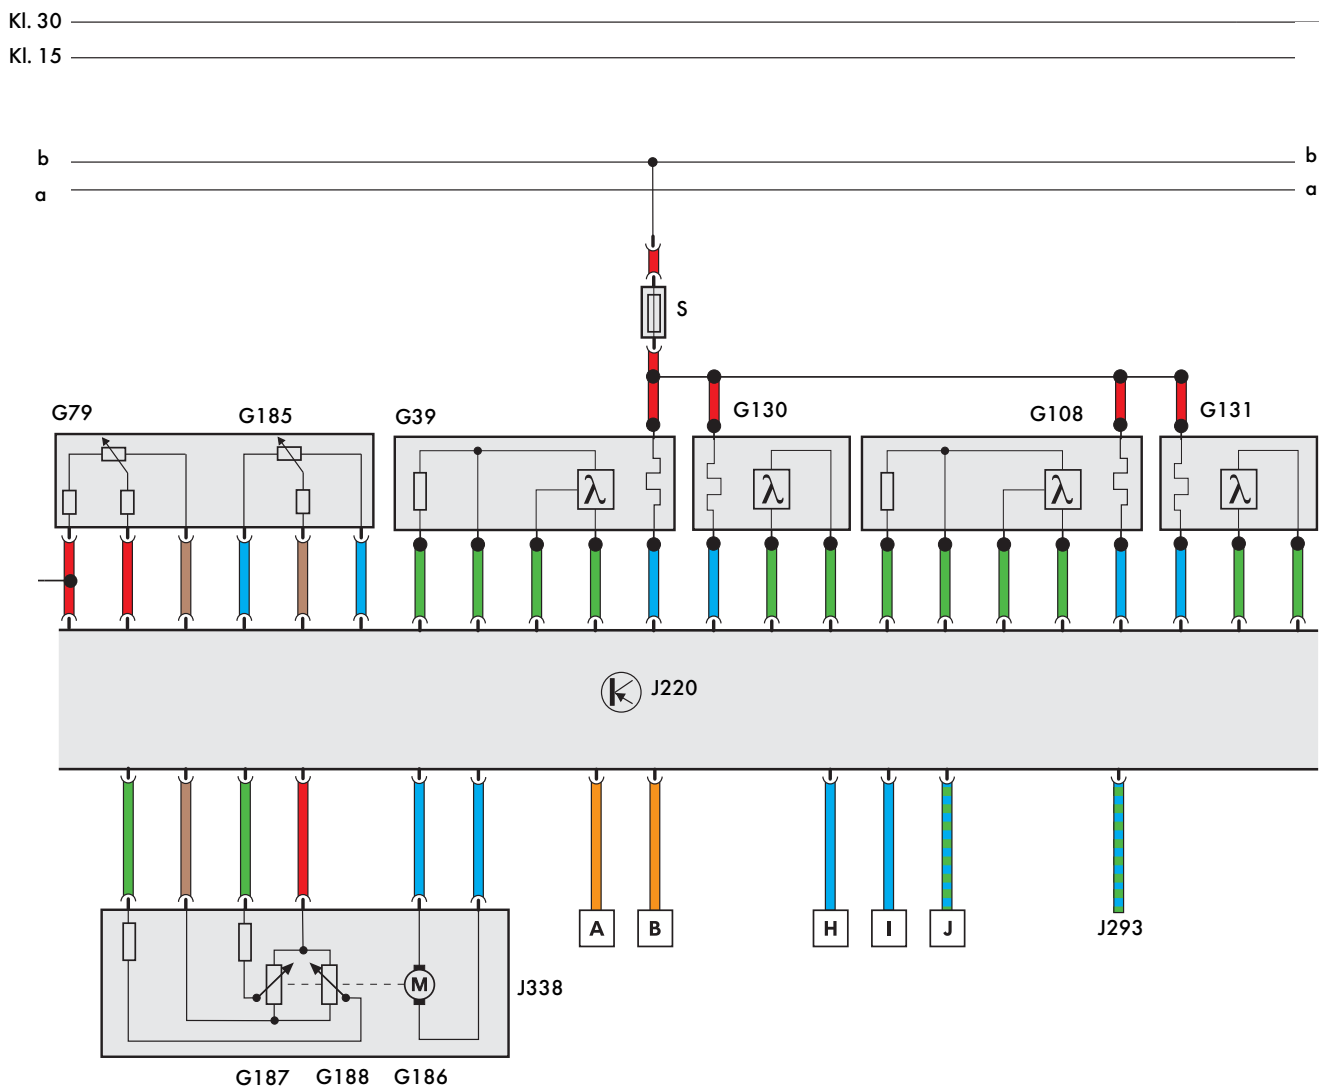 Kl. 30
Kl. 15
b b
a a
S
G79 G185 G39 G130 G108 G131
λ λ λ λ
J220
A B H I J J293
M J338
G187 G188 G186